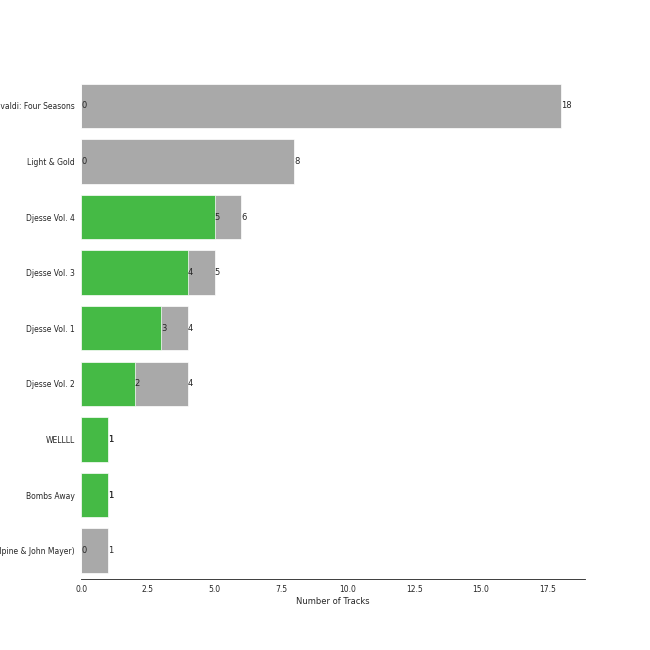 valdi: Four Seasons 0 18
Light & Gold 0 8
Djesse Vol. 4 5 6
Djesse Vol. 3 4 5
Djesse Vol. 1 3 4
Djesse Vol. 2 2 4
WELLLL 1
Bombs Away 1
lpine & John Mayer) 0 1
0.0 2.5 5.0 7.5 10.0 12.5 15.0 17.5
Number of Tracks